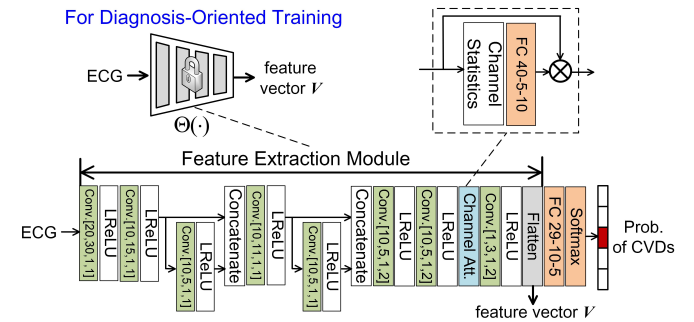 For Diagnosis-Oriented Training
ECG
feature
vector V
Θ(·)
Channel
Statistics
FC 40-5-10
Feature Extraction Module
ECG
Conv.[20,30,1,1]
LReLU
Conv.[10,15,1,1]
LReLU
Conv.[10,5,1,1]
LReLU
Concatenate
Conv.[10,11,1,1]
LReLU
Conv.[10,5,1,1]
LReLU
Concatenate
Conv.[10,5,1,2]
LReLU
Conv.[10,5,1,2]
LReLU
Channel Att.
Conv.[1,3,1,2]
LReLU
Flatten
FC 29-10-5
Softmax
Prob.
of CVDs
feature vector V